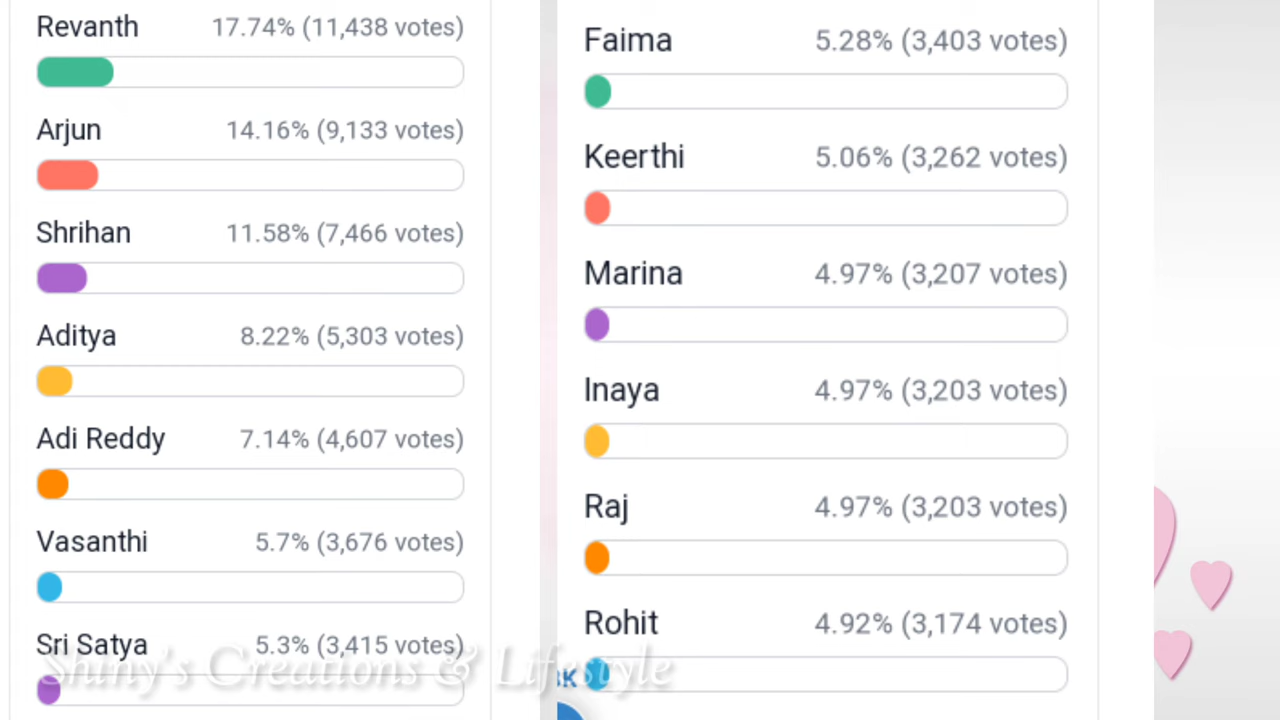 Revanth 17.74% (11,438 votes)
Arjun 14.16% (9,133 votes)
Shrihan 11.58% (7,466 votes)
Aditya 8.22% (5,303 votes)
Adi Reddy 7.14% (4,607 votes)
Vasanthi 5.7% (3,676 votes)
Sri Satya 5.3% (3,415 votes)
Faima 5.28% (3,403 votes)
Keerthi 5.06% (3,262 votes)
Marina 4.97% (3,207 votes)
Inaya 4.97% (3,203 votes)
Raj 4.97% (3,203 votes)
Rohit 4.92% (3,174 votes)
Shiny's Creations & Lifestyle